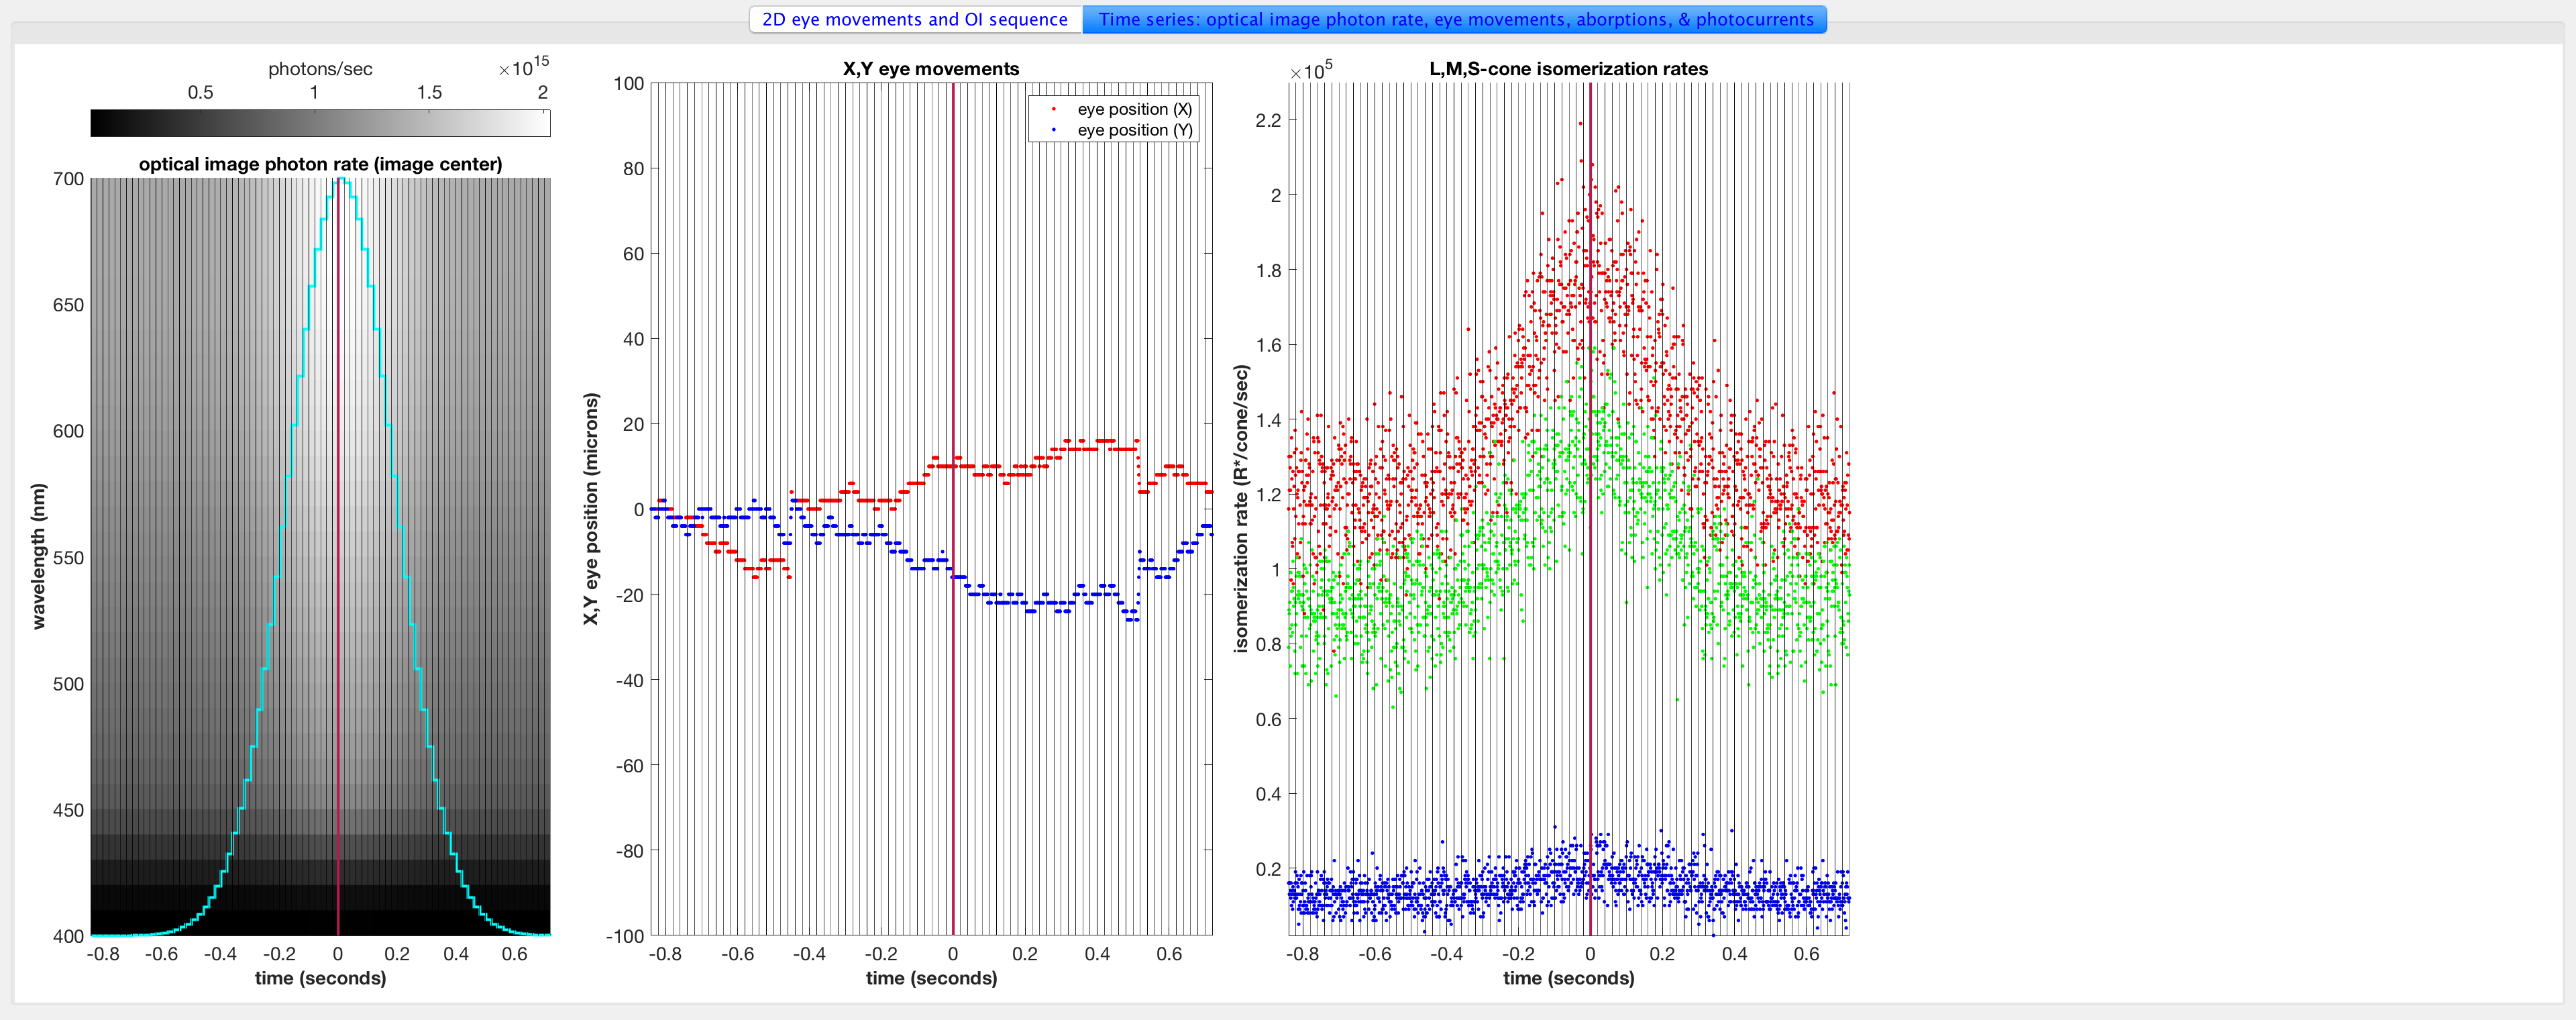 2D eye movements and OI sequence
Time series: optical image photon rate, eye movements, aborptions, & photocurrents
photons/sec
×10^15
0.5 1 1.5 2
optical image photon rate (image center)
700
650
600
550
500
450
400
wavelength (nm)
-0.8 -0.6 -0.4 -0.2 0 0.2 0.4 0.6
time (seconds)
X,Y eye movements
eye position (X)
eye position (Y)
100
80
60
40
20
0
-20
-40
-60
-80
-100
X,Y eye position (microns)
-0.8 -0.6 -0.4 -0.2 0 0.2 0.4 0.6
time (seconds)
L,M,S-cone isomerization rates
×10^5
2.2
2
1.8
1.6
1.4
1.2
1
0.8
0.6
0.4
0.2
isomerization rate (R*/cone/sec)
-0.8 -0.6 -0.4 -0.2 0 0.2 0.4 0.6
time (seconds)